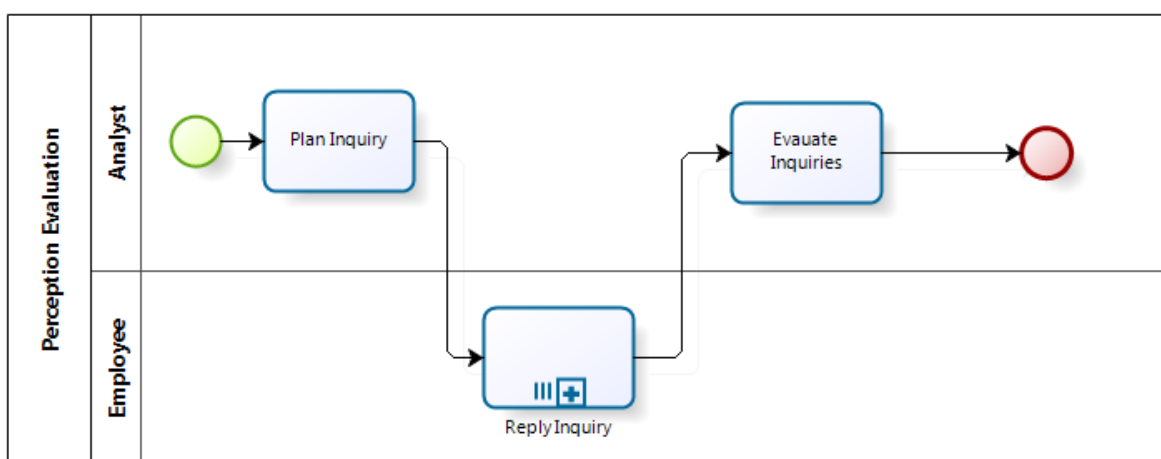 Perception Evaluation
Analyst
Plan Inquiry
Evauate
Inquiries
Employee
Reply Inquiry